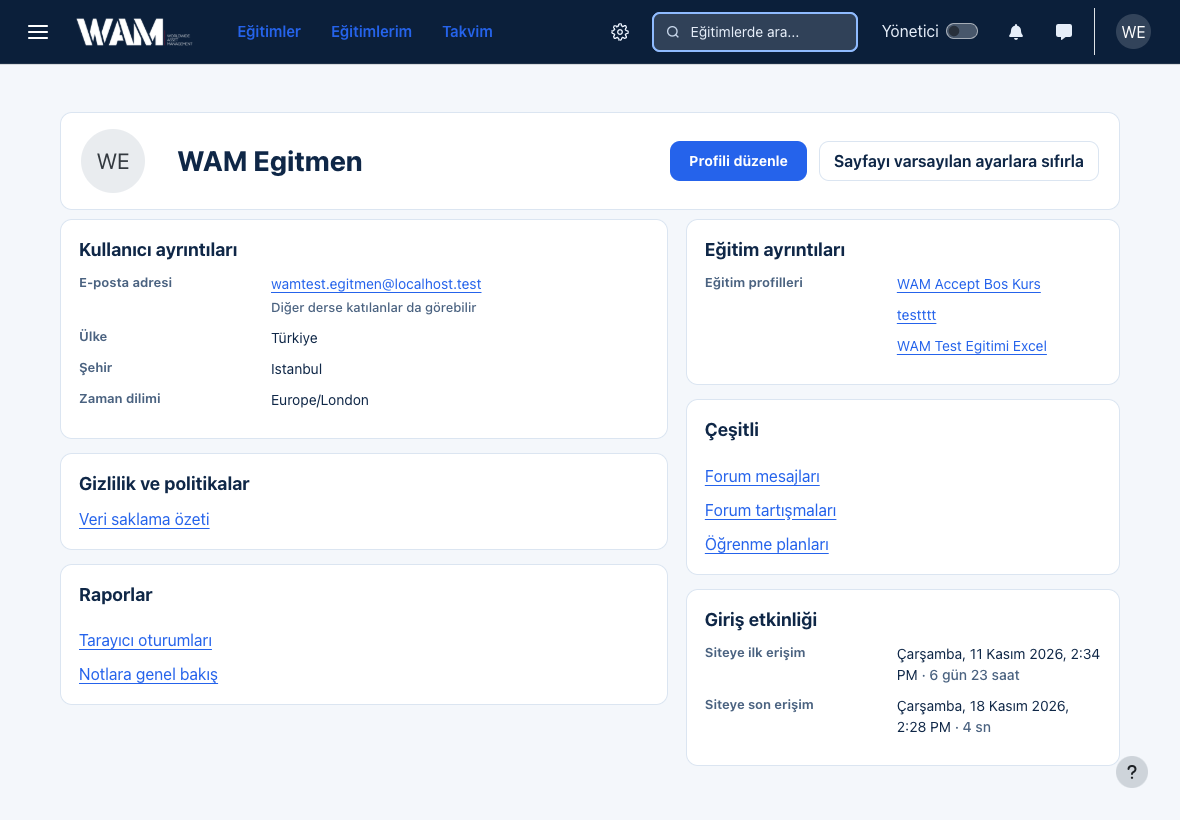 WAM
WORLDWIDE
ASSET
MANAGEMENT
Eğitimler
Eğitimlerim
Takvim
Eğitimlerde ara...
Yönetici
WE
WE
WAM Egitmen
Profili düzenle
Sayfayı varsayılan ayarlara sıfırla
Kullanıcı ayrıntıları
E-posta adresi
wamtest.egitmen@localhost.test
Diğer derse katılanlar da görebilir
Ülke
Türkiye
Şehir
Istanbul
Zaman dilimi
Europe/London
Gizlilik ve politikalar
Veri saklama özeti
Raporlar
Tarayıcı oturumları
Notlara genel bakış
Eğitim ayrıntıları
Eğitim profilleri
WAM Accept Bos Kurs
testttt
WAM Test Egitimi Excel
Çeşitli
Forum mesajları
Forum tartışmaları
Öğrenme planları
Giriş etkinliği
Siteye ilk erişim
Çarşamba, 11 Kasım 2026, 2:34
PM · 6 gün 23 saat
Siteye son erişim
Çarşamba, 18 Kasım 2026,
2:28 PM · 4 sn
?